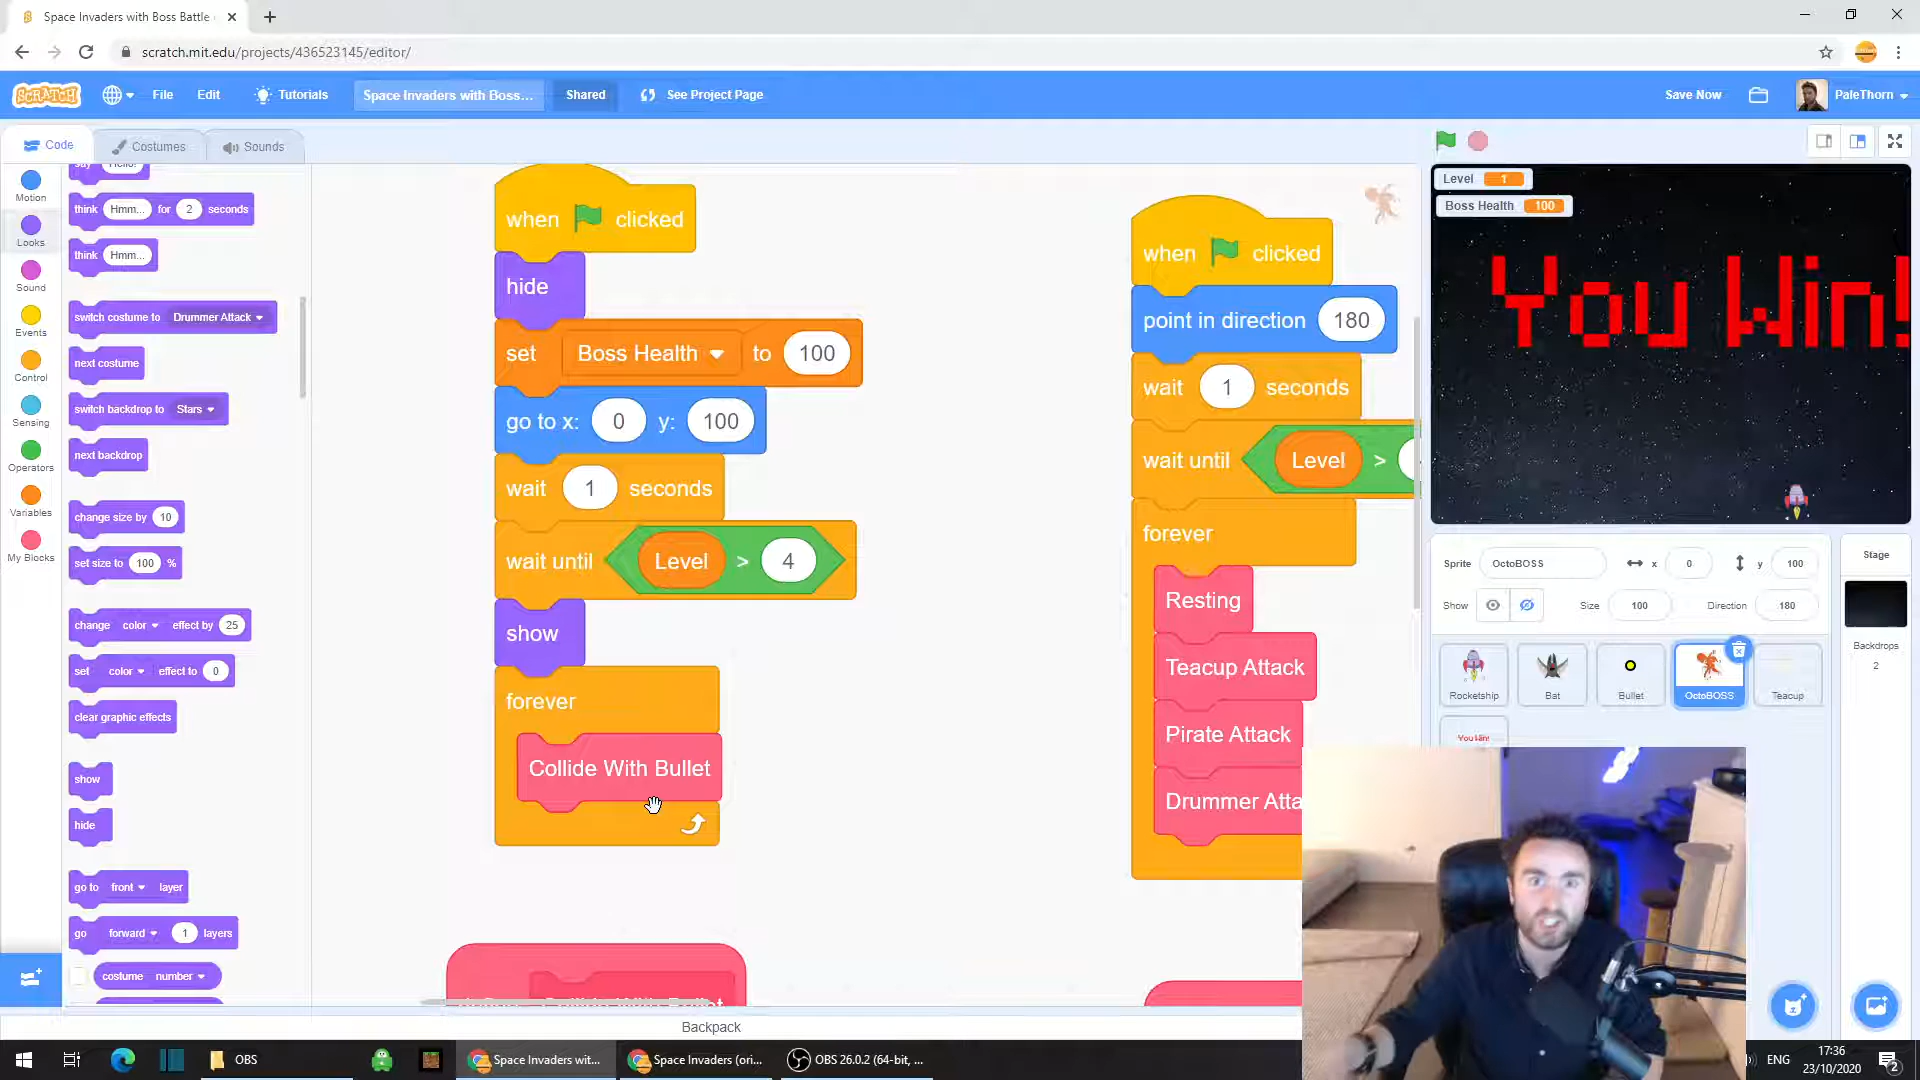 Space Invaders with Boss Battle
scratch.mit.edu/projects/436523145/editor/
SCRATCH
File
Edit
Tutorials
Space Invaders with Boss...
Shared
See Project Page
Save Now
PaleThorn
Code
Costumes
Sounds
Motion
Looks
Sound
Events
Control
Sensing
Operators
Variables
My Blocks
say Hello!
think Hmm... for 2 seconds
think Hmm...
switch costume to Drummer Attack
next costume
switch backdrop to Stars
next backdrop
change size by 10
set size to 100 %
change color effect by 25
set color effect to 0
clear graphic effects
show
hide
go to front layer
go forward 1 layers
costume number
when clicked
hide
set Boss Health to 100
go to x: 0 y: 100
wait 1 seconds
wait until Level > 4
show
forever
Collide With Bullet
Collide With Bullet
when clicked
point in direction 180
wait 1 seconds
wait until Level >
forever
Resting
Teacup Attack
Pirate Attack
Drummer Atta
Level 1
Boss Health 100
You Win!
Sprite OctoBOSS x 0 y 100
Show Size 100 Direction 180
Rocketship
Bat
Bullet
OctoBOSS
Teacup
You Win!
Stage
Backdrops
2
Backpack
OBS
Space Invaders wit...
Space Invaders (ori...
OBS 26.0.2 (64-bit, ...
ENG
17:36
23/10/2020
2